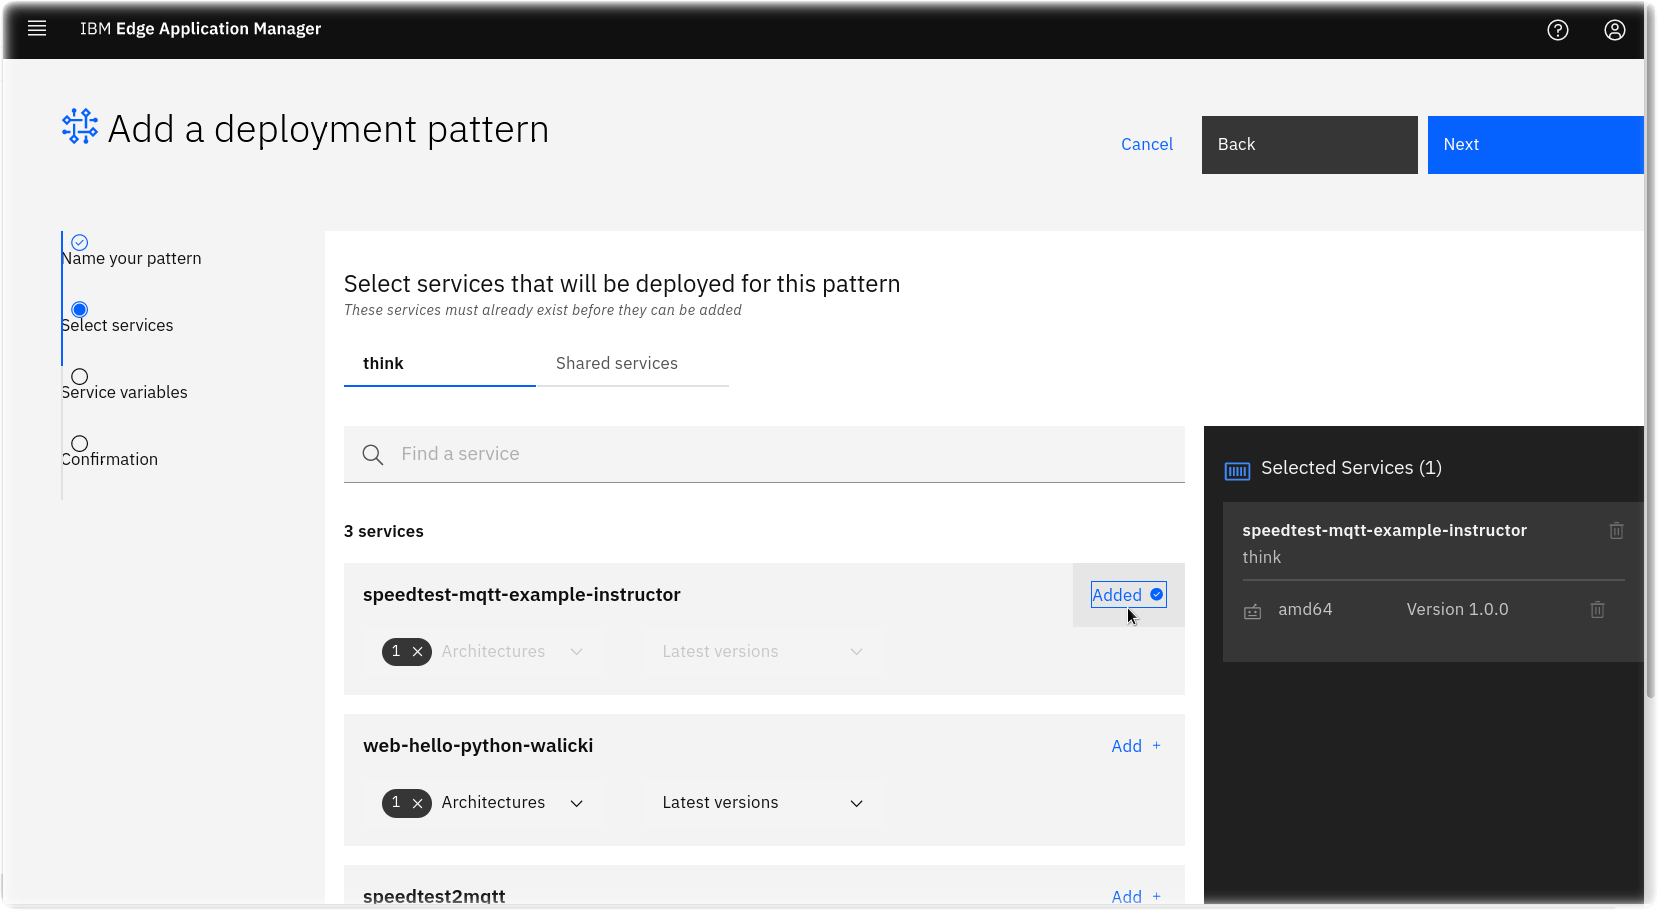 IBM Edge Application Manager
Add a deployment pattern
Cancel
Back
Next
Name your pattern
Select services
Service variables
Confirmation
Select services that will be deployed for this pattern
These services must already exist before they can be added
think
Shared services
Find a service
3 services
speedtest-mqtt-example-instructor
Added
1 Architectures
Latest versions
web-hello-python-walicki
Add +
1 Architectures
Latest versions
speedtest2mqtt
Add +
Selected Services (1)
speedtest-mqtt-example-instructor
think
amd64
Version 1.0.0